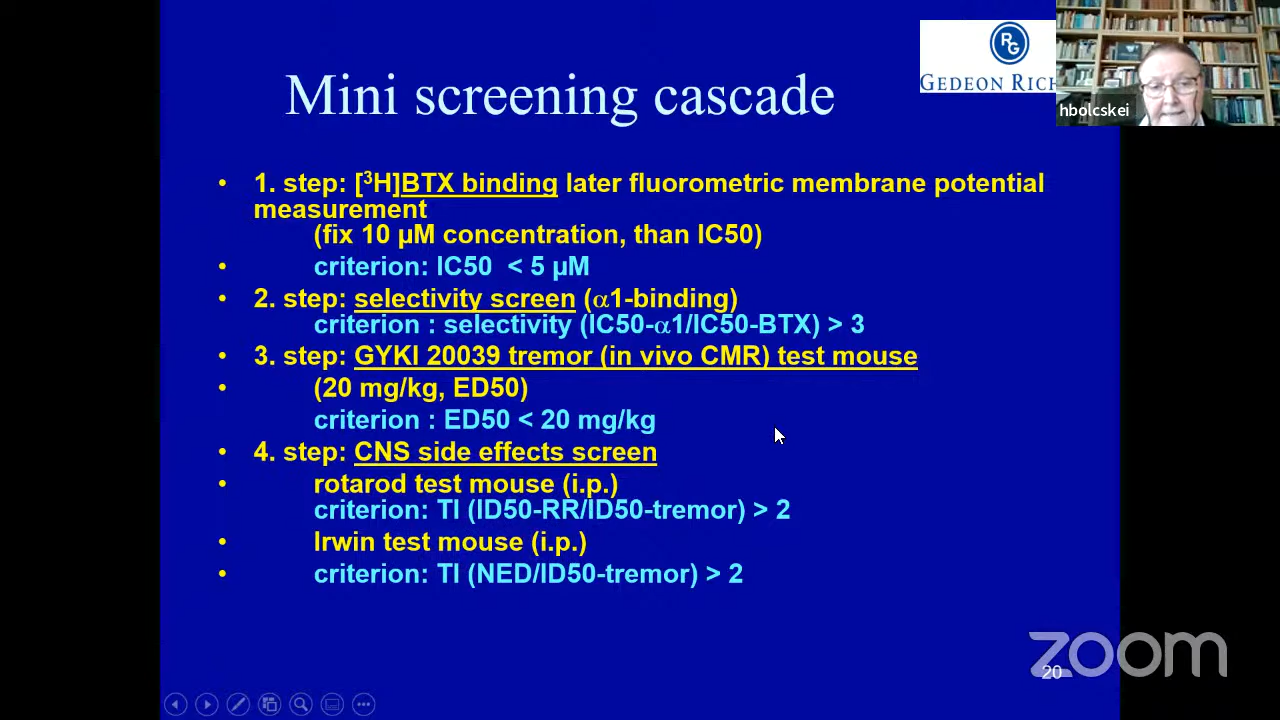 Mini screening cascade
RG
GEDEON RICH
hbolcskei
• 1. step: [³H]BTX binding later fluorometric membrane potential
measurement
(fix 10 µM concentration, than IC50)
• criterion: IC50 < 5 µM
• 2. step: selectivity screen (α1-binding)
criterion : selectivity (IC50-α1/IC50-BTX) > 3
• 3. step: GYKI 20039 tremor (in vivo CMR) test mouse
• (20 mg/kg, ED50)
criterion : ED50 < 20 mg/kg
• 4. step: CNS side effects screen
• rotarod test mouse (i.p.)
criterion: TI (ID50-RR/ID50-tremor) > 2
• Irwin test mouse (i.p.)
• criterion: TI (NED/ID50-tremor) > 2
zoom
20